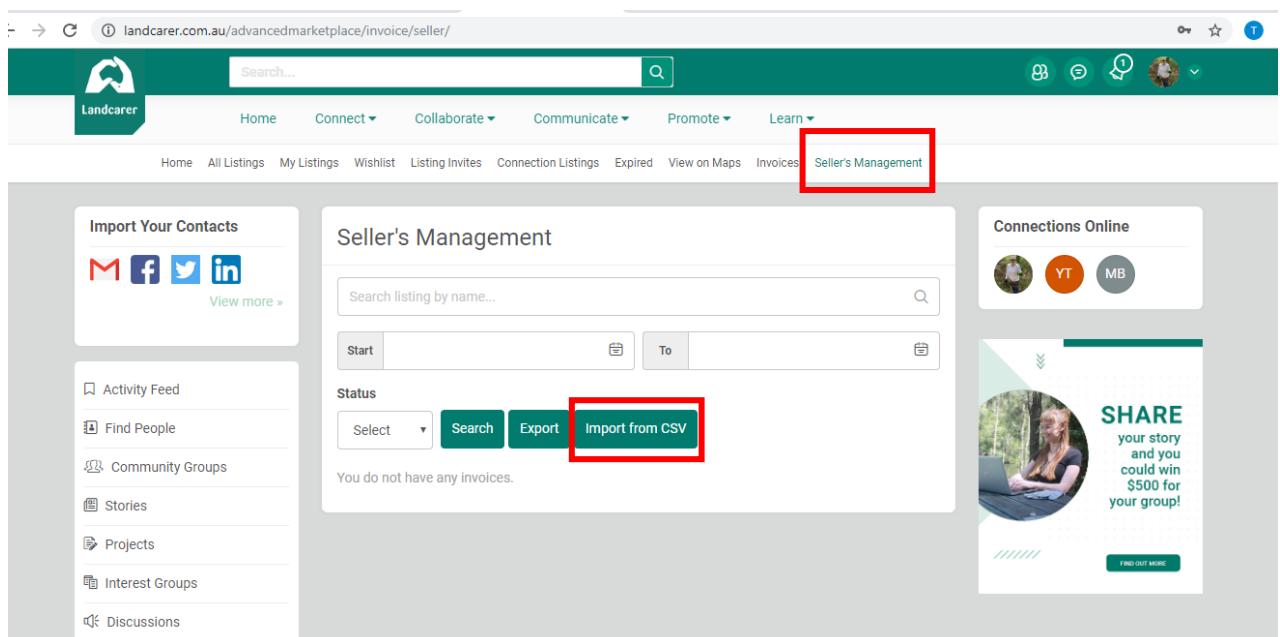 landcarer.com.au/advancedmarketplace/invoice/seller/
T
Search...
1
Landcarer
Home Connect Collaborate Communicate Promote Learn
Home All Listings My Listings Wishlist Listing Invites Connection Listings Expired View on Maps Invoices Seller's Management
Import Your Contacts
View more »
Seller's Management
Search listing by name...
Start
To
Status
Select
Search
Export
Import from CSV
You do not have any invoices.
Connections Online
YT
MB
SHARE
your story
and you
could win
$500 for
your group!
FIND OUT MORE
Activity Feed
Find People
Community Groups
Stories
Projects
Interest Groups
Discussions